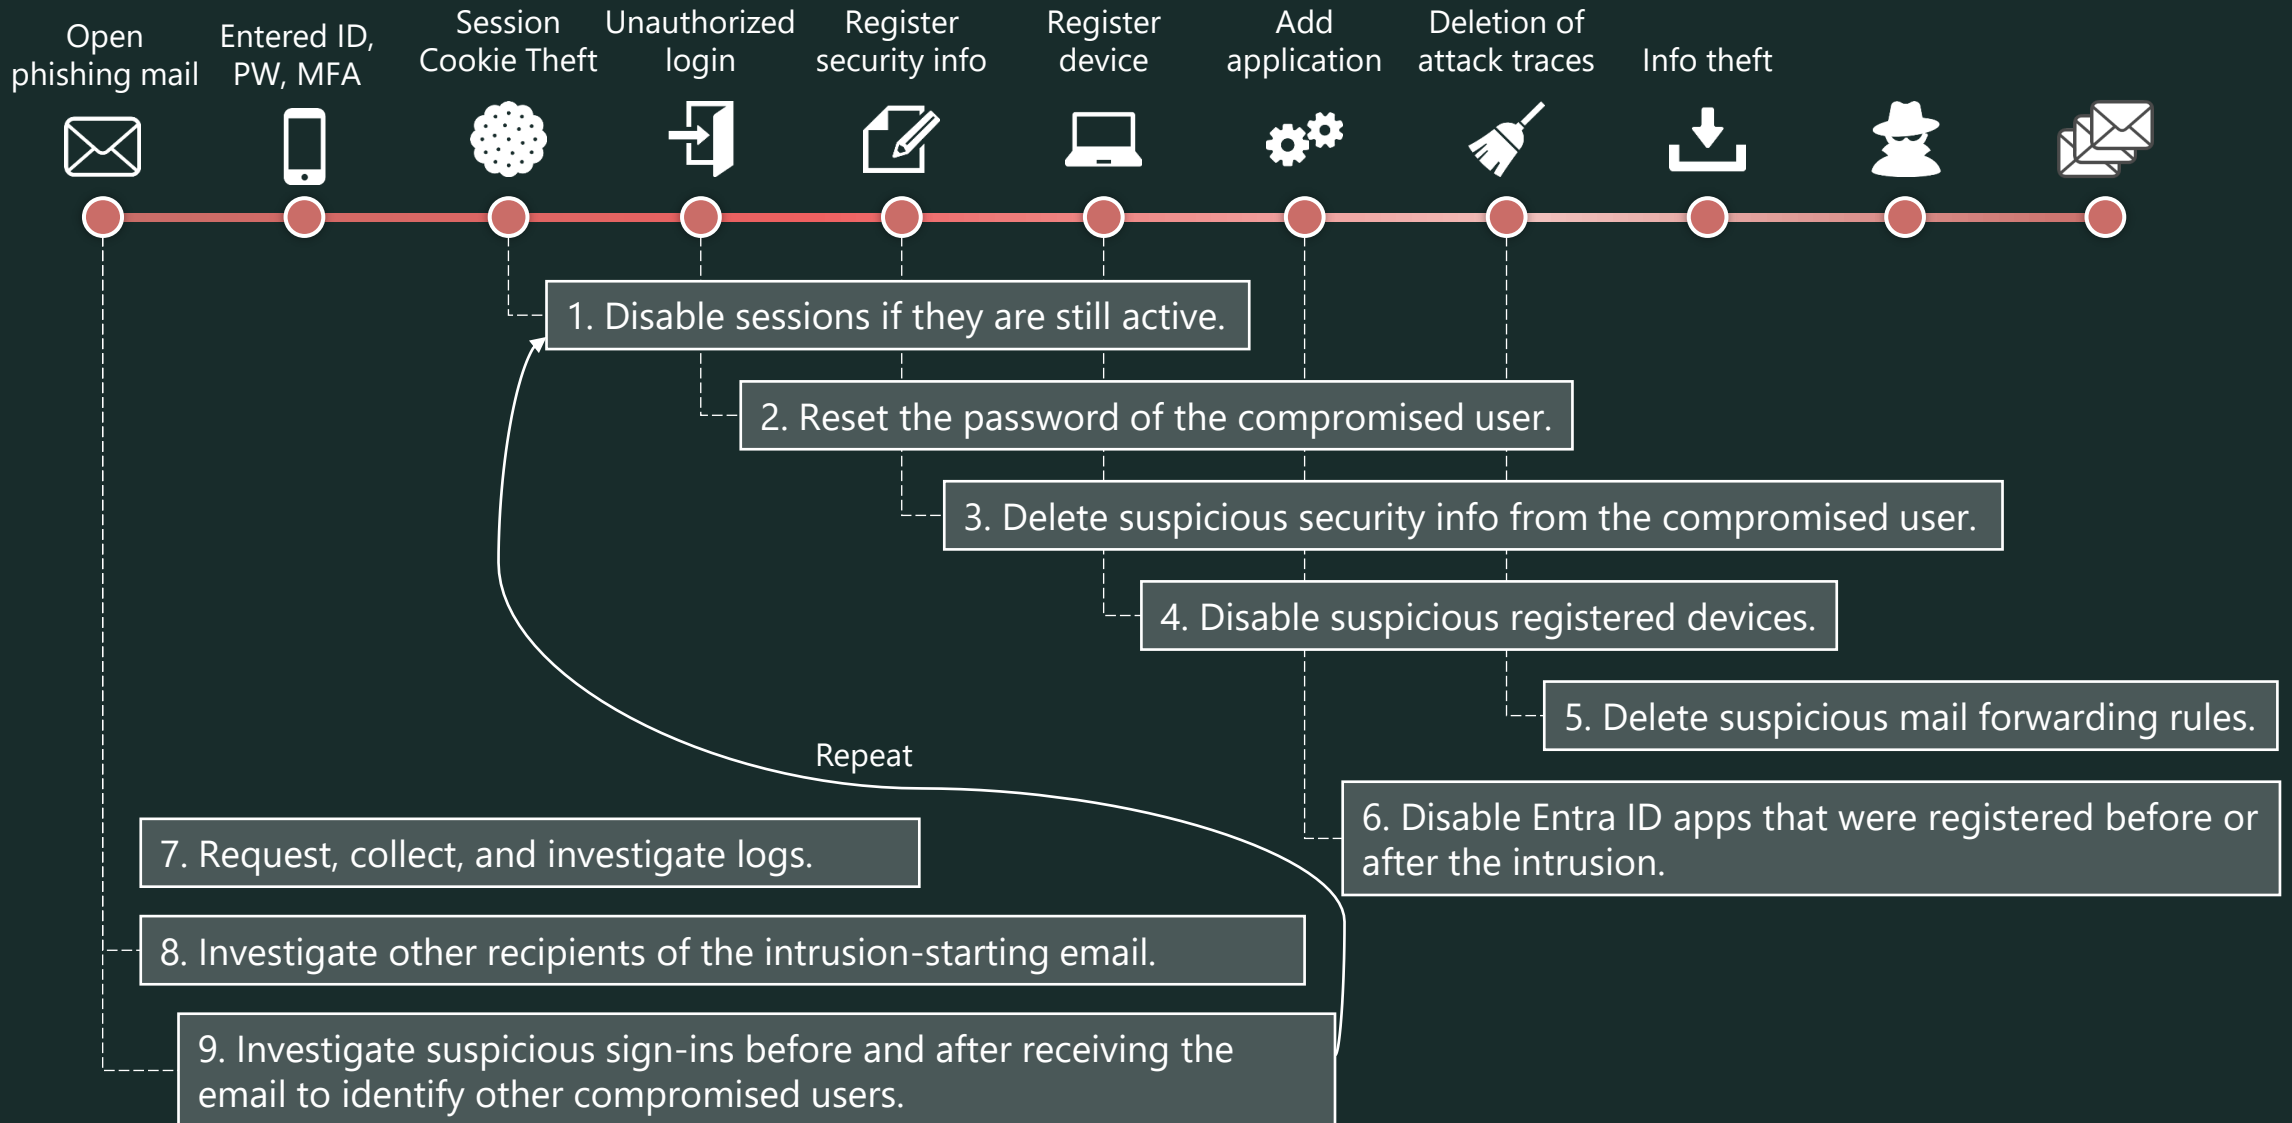 Open
phishing mail
Entered ID,
PW, MFA
Session
Cookie Theft
Unauthorized
login
Register
security info
Register
device
Add
application
Deletion of
attack traces
Info theft
1. Disable sessions if they are still active.
2. Reset the password of the compromised user.
3. Delete suspicious security info from the compromised user.
4. Disable suspicious registered devices.
5. Delete suspicious mail forwarding rules.
Repeat
6. Disable Entra ID apps that were registered before or
after the intrusion.
7. Request, collect, and investigate logs.
8. Investigate other recipients of the intrusion-starting email.
9. Investigate suspicious sign-ins before and after receiving the
email to identify other compromised users.